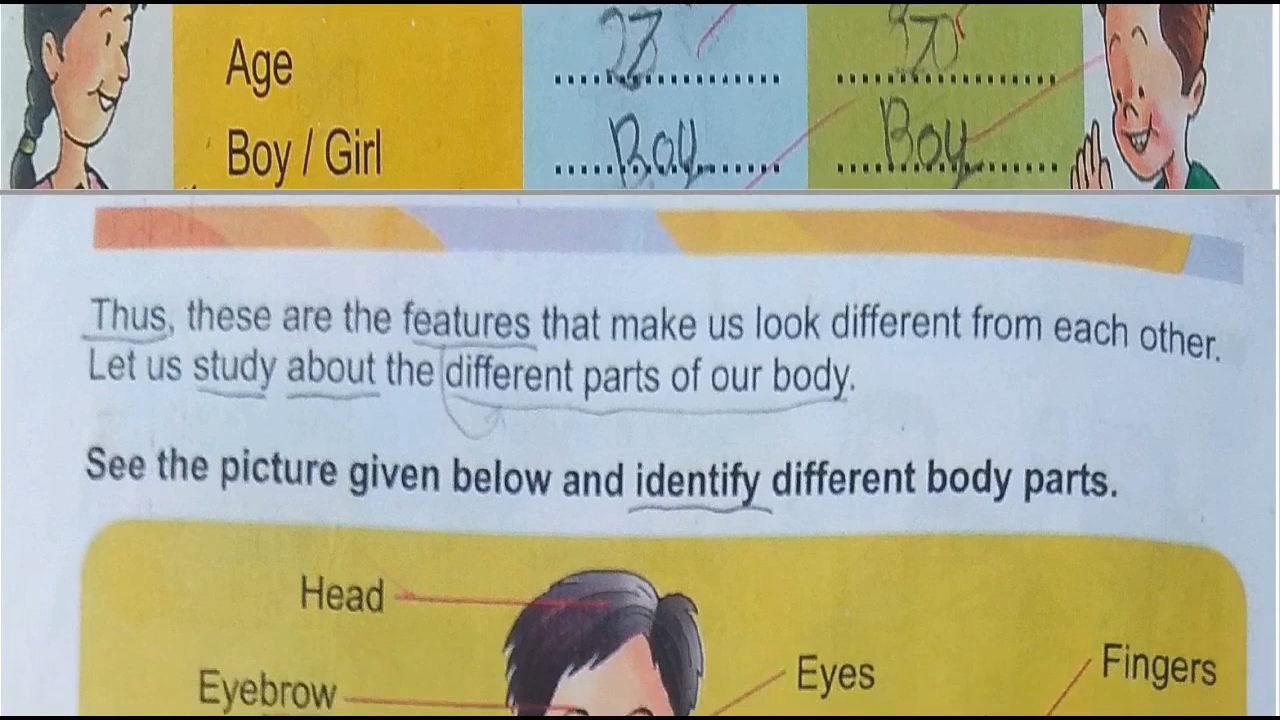 Age
Boy / Girl Boy Boy
Thus, these are the features that make us look different from each other.
Let us study about the different parts of our body.
See the picture given below and identify different body parts.
Head
Eyebrow
Eyes
Fingers